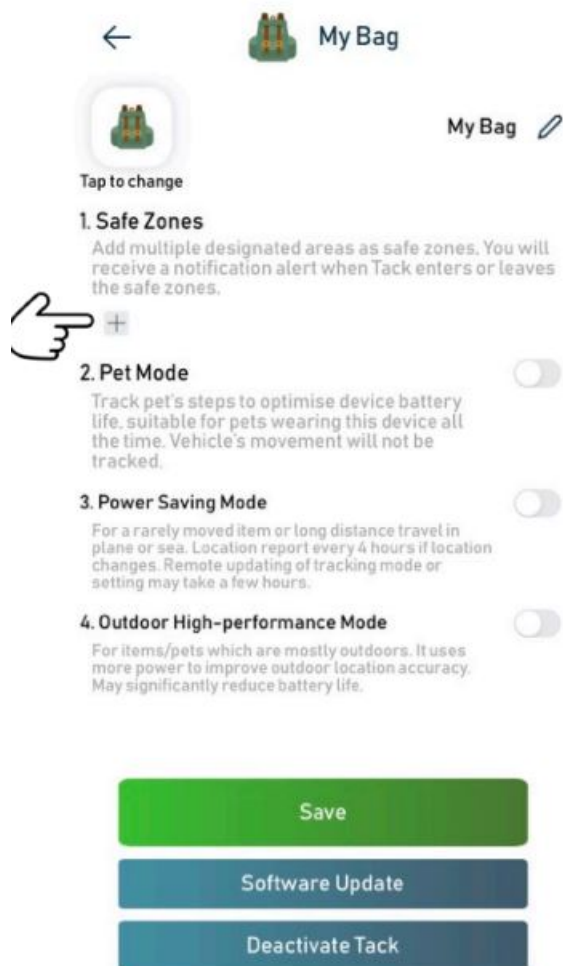 My Bag
My Bag
Tap to change
1. Safe Zones
Add multiple designated areas as safe zones. You will
receive a notification alert when Tack enters or leaves
the safe zones.
+
2. Pet Mode
Track pet's steps to optimise device battery
life, suitable for pets wearing this device all
the time. Vehicle's movement will not be
tracked.
3. Power Saving Mode
For a rarely moved item or long distance travel in
plane or sea. Location report every 4 hours if location
changes. Remote updating of tracking mode or
setting may take a few hours.
4. Outdoor High-performance Mode
For items/pets which are mostly outdoors. It uses
more power to improve outdoor location accuracy.
May significantly reduce battery life.
Save
Software Update
Deactivate Tack